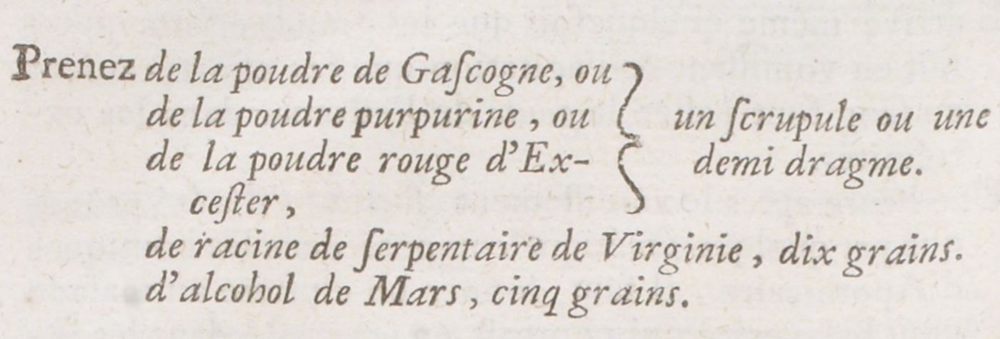 Prenez de la poudre de Gaſcogne, ou
de la poudre purpurine, ou
de la poudre rouge d'Ex-
ceſter,
un ſcrupule ou une
demi dragme.
de racine de ſerpentaire de Virginie, dix grains.
d'alcohol de Mars, cinq grains.